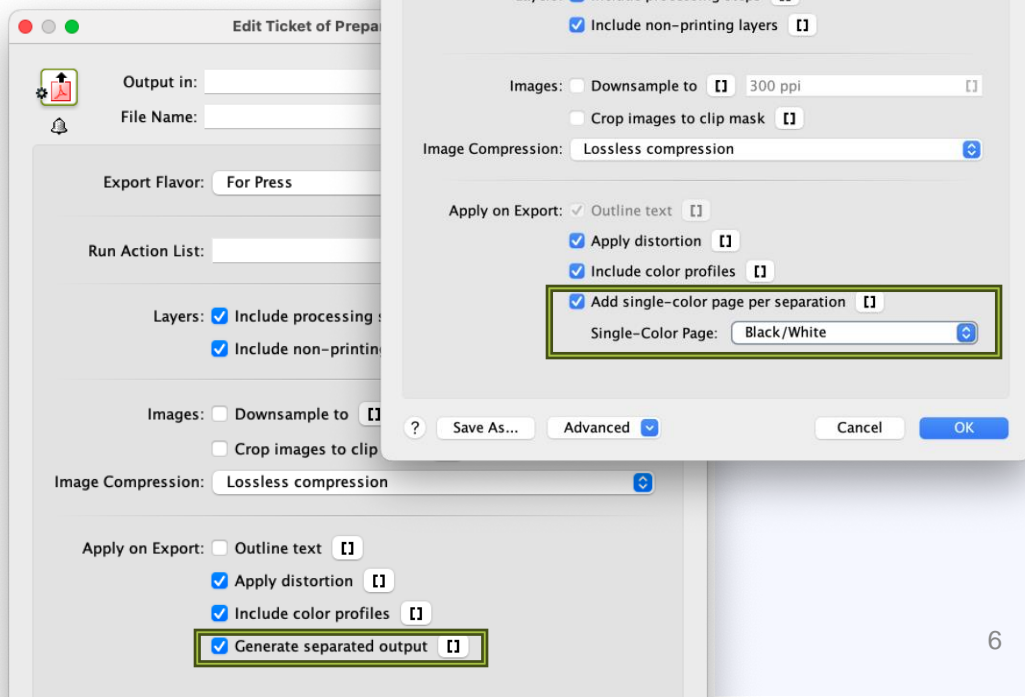 Edit Ticket of Prepa
Output in:
File Name:
Export Flavor: For Press
Run Action List:
Layers: Include processing
Include non-printin
Images: Downsample to []
Crop images to clip
Image Compression: Lossless compression
Apply on Export: Outline text []
Apply distortion []
Include color profiles []
Generate separated output []
Include non-printing layers []
Images: Downsample to [] 300 ppi []
Crop images to clip mask []
Image Compression: Lossless compression
Apply on Export: Outline text []
Apply distortion []
Include color profiles []
Add single-color page per separation []
Single-Color Page: Black/White
? Save As... Advanced Cancel OK
6